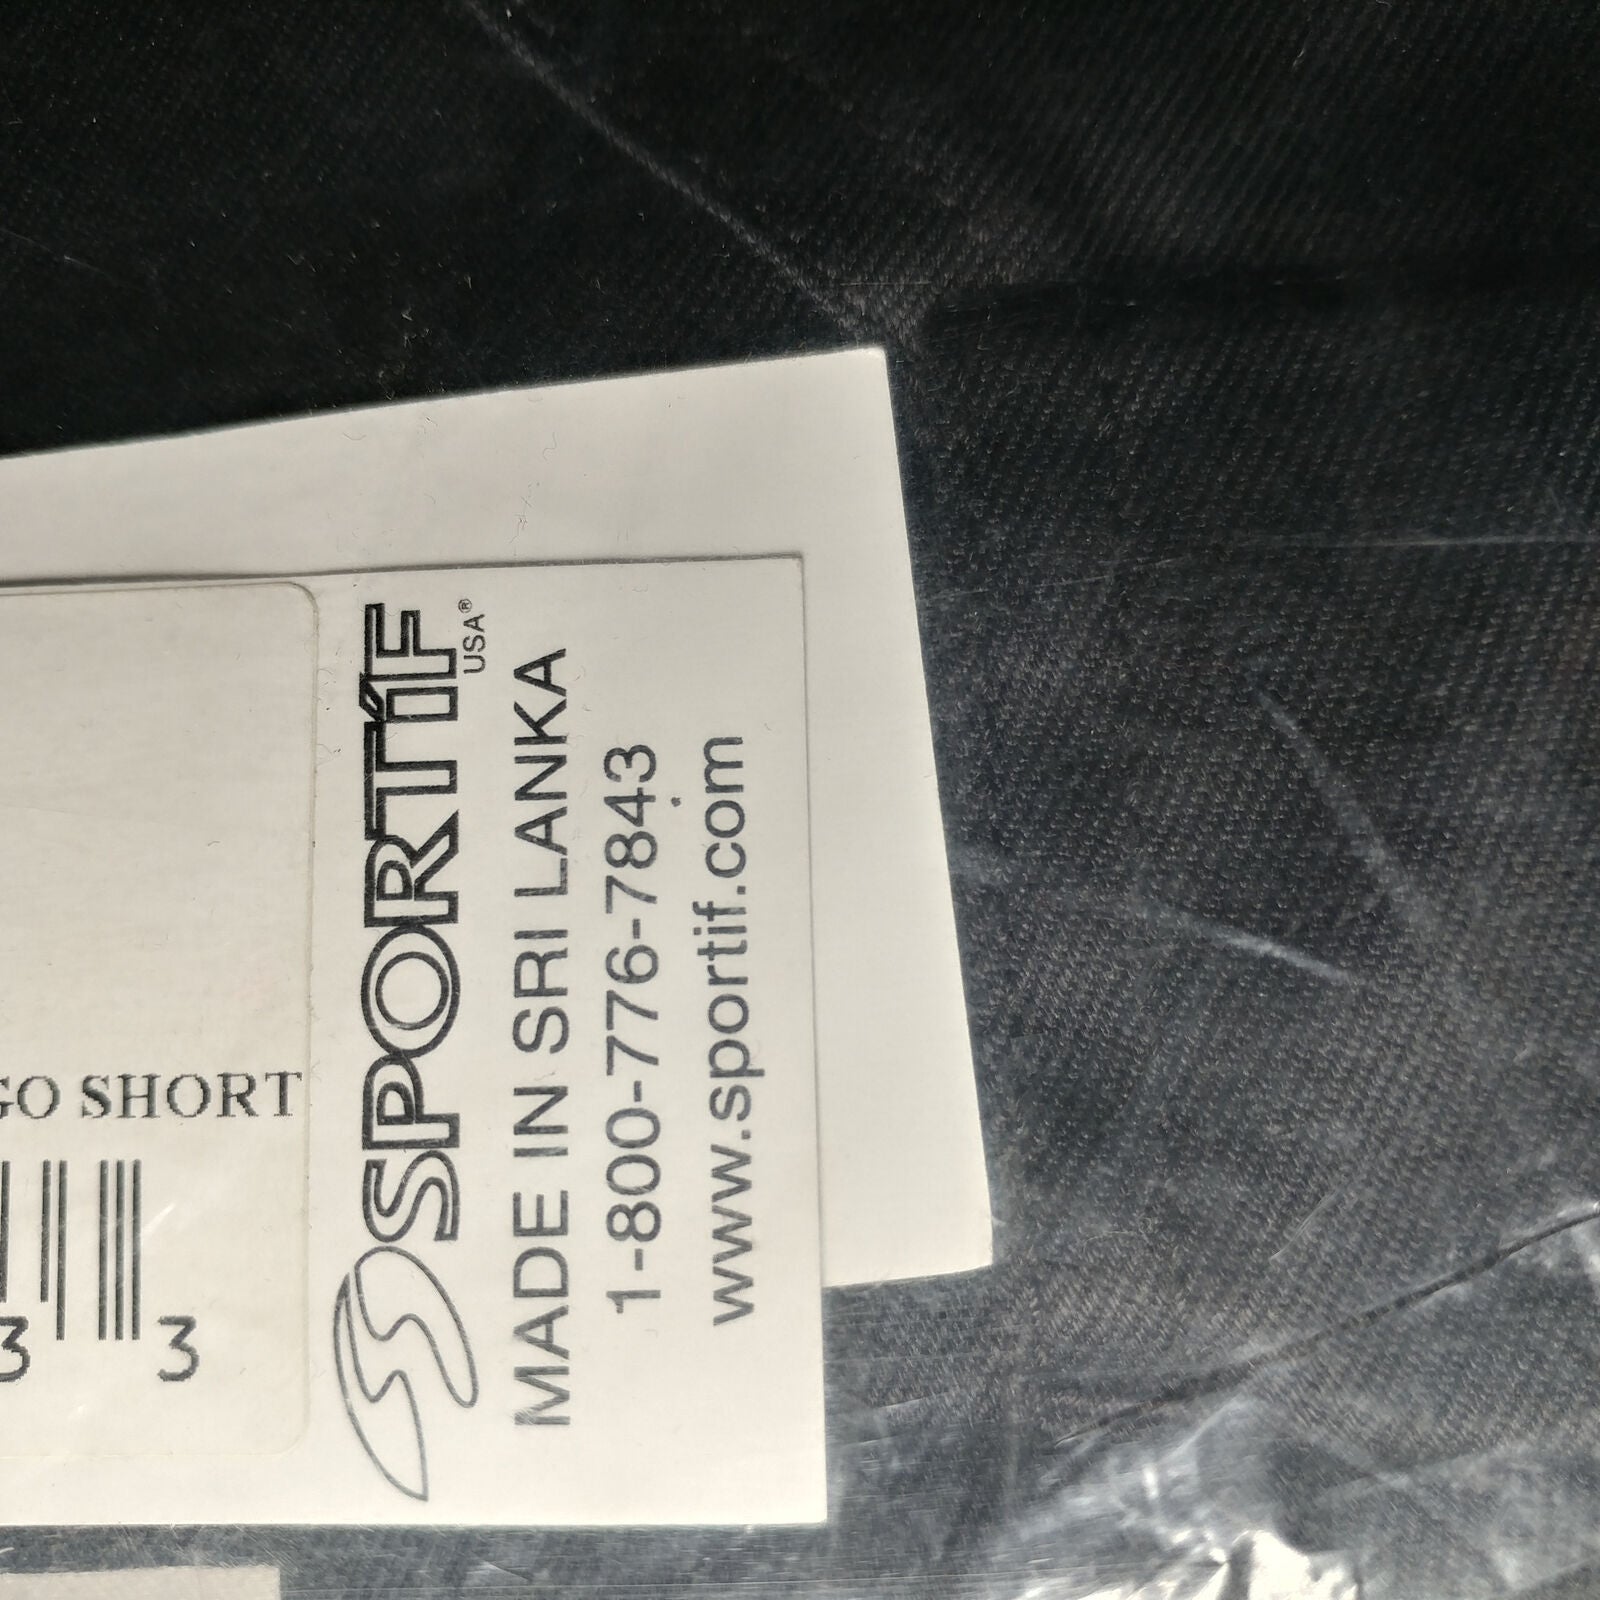 SPORTIF
USA®
MADE IN SRI LANKA
1-800-776-7843
www.sportif.com
GO SHORT
3 3